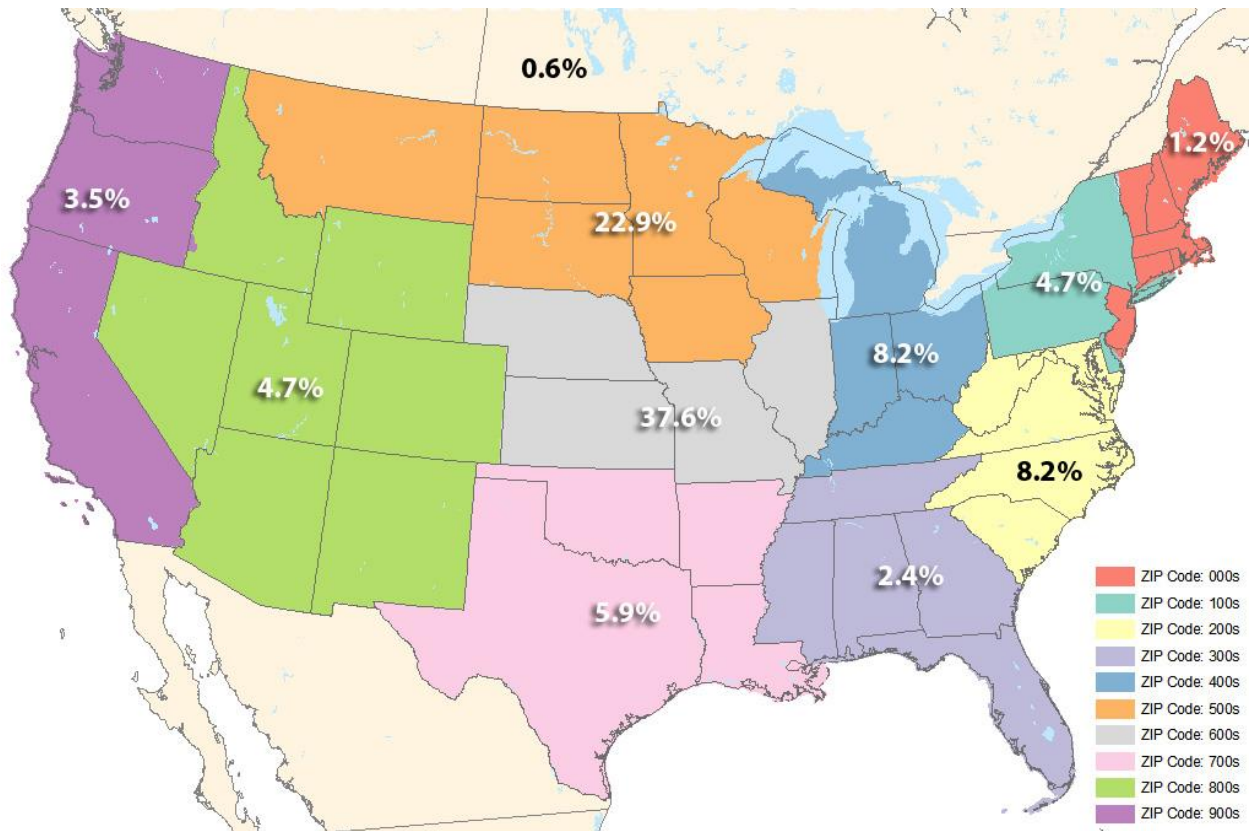 0.6%
1.2%
3.5%
22.9%
4.7%
8.2%
4.7%
37.6%
8.2%
2.4%
5.9%
ZIP Code: 000s
ZIP Code: 100s
ZIP Code: 200s
ZIP Code: 300s
ZIP Code: 400s
ZIP Code: 500s
ZIP Code: 600s
ZIP Code: 700s
ZIP Code: 800s
ZIP Code: 900s